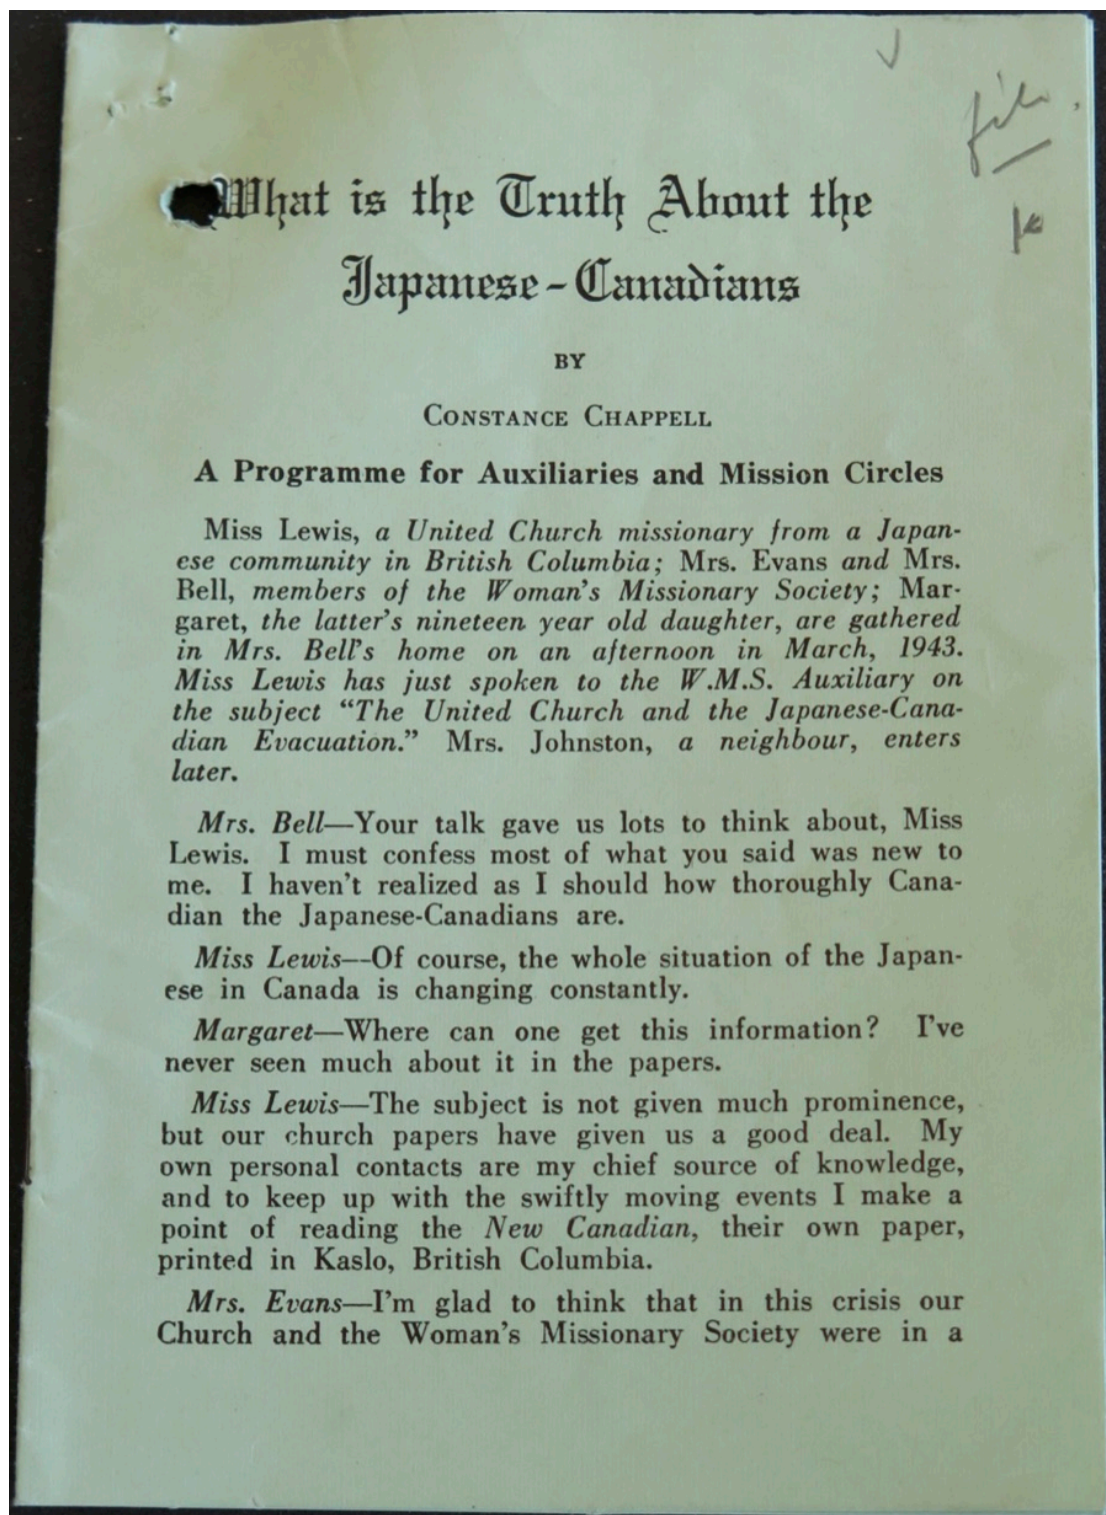 file
What is the Truth About the
Japanese-Canadians
BY
CONSTANCE CHAPPELL
A Programme for Auxiliaries and Mission Circles
Miss Lewis, a United Church missionary from a Japan-
ese community in British Columbia; Mrs. Evans and Mrs.
Bell, members of the Woman's Missionary Society; Mar-
garet, the latter's nineteen year old daughter, are gathered
in Mrs. Bell's home on an afternoon in March, 1943.
Miss Lewis has just spoken to the W.M.S. Auxiliary on
the subject “The United Church and the Japanese-Cana-
dian Evacuation.” Mrs. Johnston, a neighbour, enters
later.
Mrs. Bell—Your talk gave us lots to think about, Miss
Lewis. I must confess most of what you said was new to
me. I haven't realized as I should how thoroughly Cana-
dian the Japanese-Canadians are.
Miss Lewis—Of course, the whole situation of the Japan-
ese in Canada is changing constantly.
Margaret—Where can one get this information? I've
never seen much about it in the papers.
Miss Lewis—The subject is not given much prominence,
but our church papers have given us a good deal. My
own personal contacts are my chief source of knowledge,
and to keep up with the swiftly moving events I make a
point of reading the New Canadian, their own paper,
printed in Kaslo, British Columbia.
Mrs. Evans—I'm glad to think that in this crisis our
Church and the Woman's Missionary Society were in a